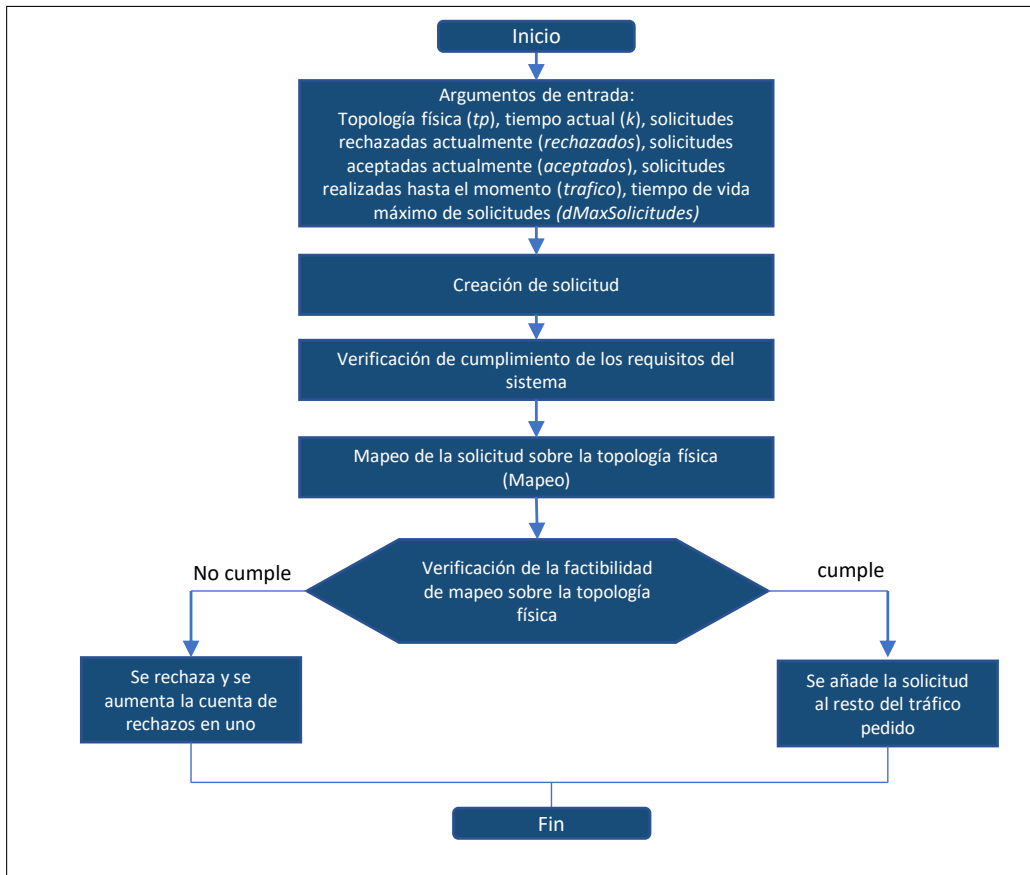 Inicio
Argumentos de entrada:
Topología física (tp), tiempo actual (k), solicitudes
rechazadas actualmente (rechazados), solicitudes
aceptadas actualmente (aceptados), solicitudes
realizadas hasta el momento (trafico), tiempo de vida
máximo de solicitudes (dMaxSolicitudes)
Creación de solicitud
Verificación de cumplimiento de los requisitos del
sistema
Mapeo de la solicitud sobre la topología física
(Mapeo)
Verificación de la factibilidad
de mapeo sobre la topología
física
No cumple
cumple
Se rechaza y se
aumenta la cuenta de
rechazos en uno
Se añade la solicitud
al resto del tráfico
pedido
Fin